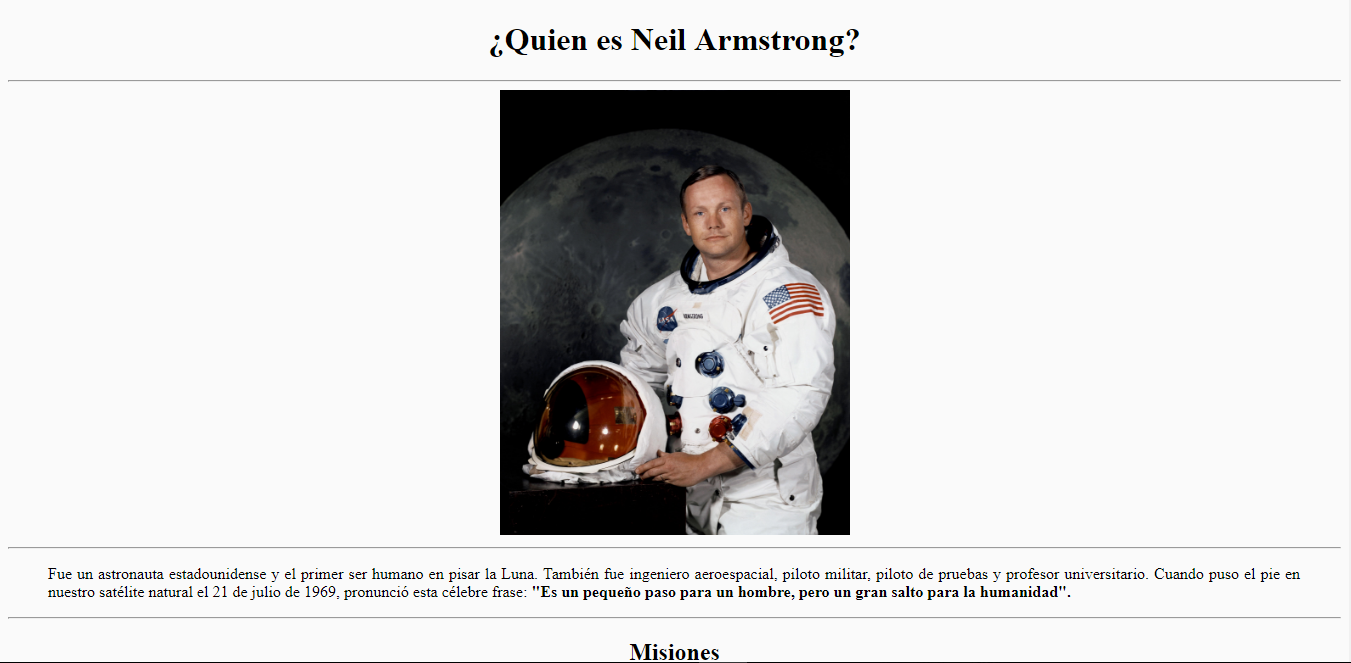 ¿Quien es Neil Armstrong?
NASA
Fue un astronauta estadounidense y el primer ser humano en pisar la Luna. También fue ingeniero aeroespacial, piloto militar, piloto de pruebas y profesor universitario. Cuando puso el pie en
nuestro satélite natural el 21 de julio de 1969, pronunció esta célebre frase: "Es un pequeño paso para un hombre, pero un gran salto para la humanidad".
Misiones